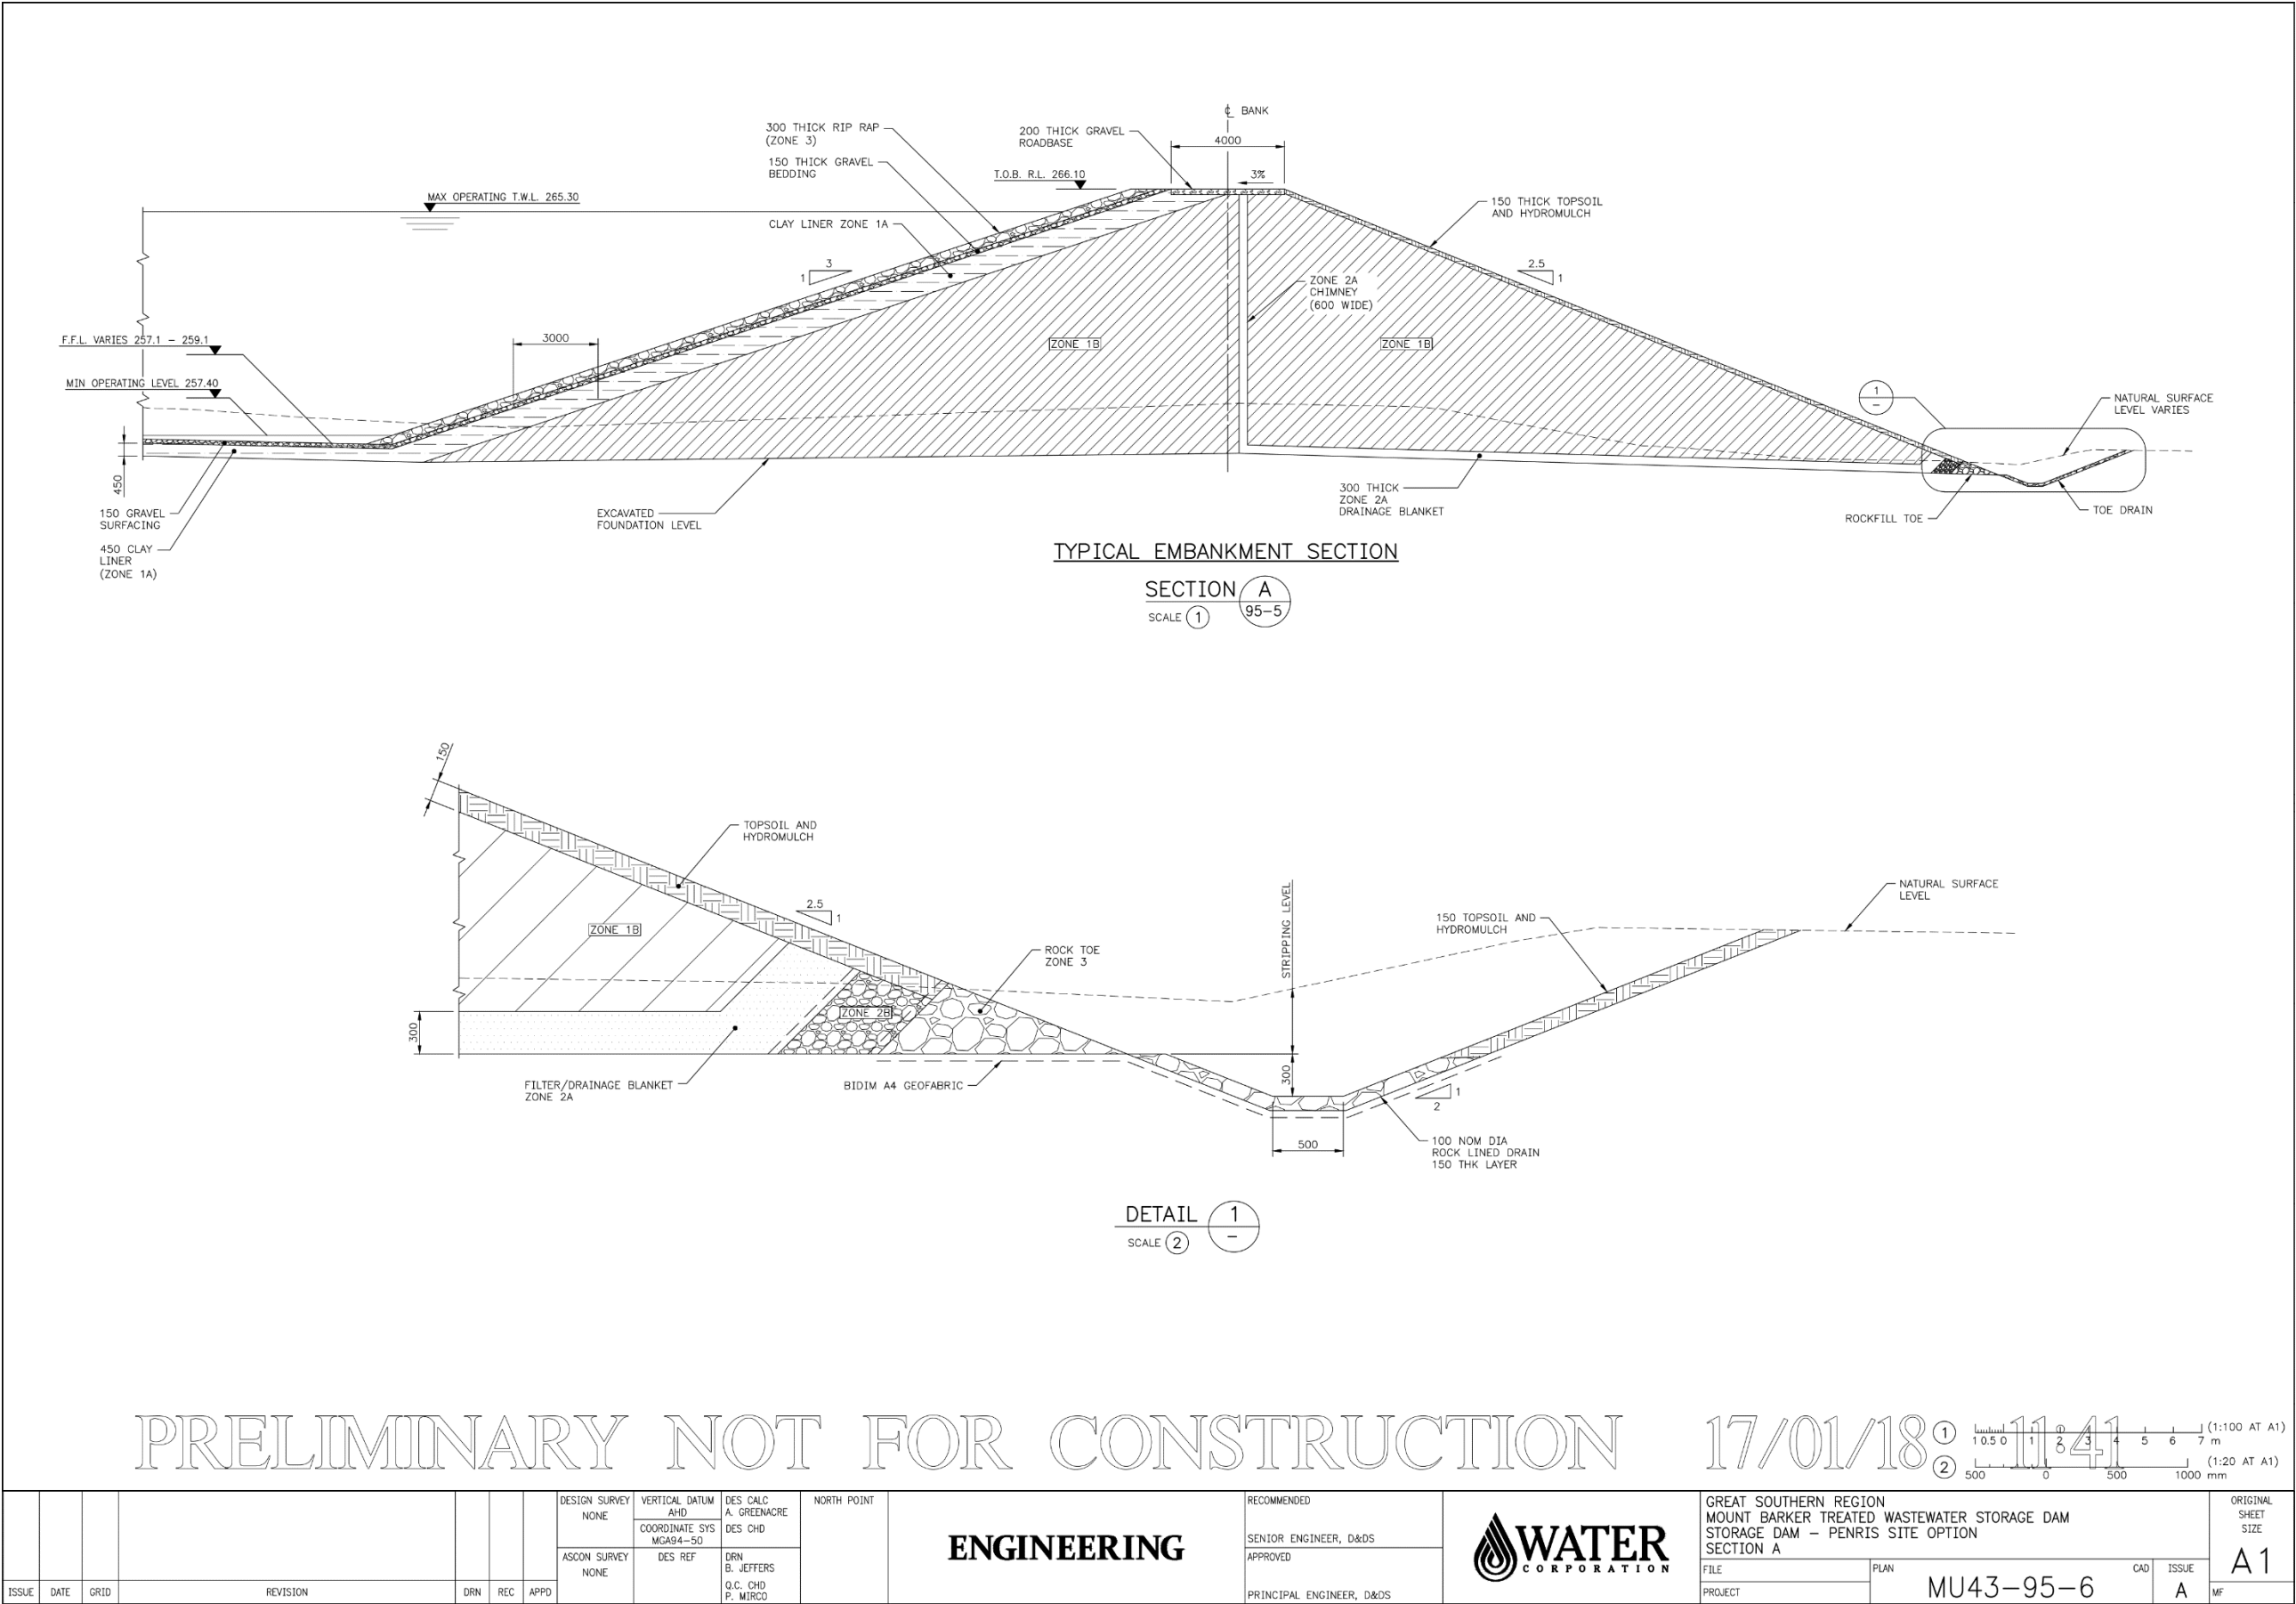 ₵ BANK
300 THICK RIP RAP
(ZONE 3)
200 THICK GRAVEL
ROADBASE
4000
150 THICK GRAVEL
BEDDING
T.O.B. R.L. 266.10
3%
MAX OPERATING T.W.L. 265.30
CLAY LINER ZONE 1A
150 THICK TOPSOIL
AND HYDROMULCH
3
1
2.5
1
ZONE 2A
CHIMNEY
(600 WIDE)
F.F.L. VARIES 257.1 – 259.1
3000
ZONE 1B
ZONE 1B
MIN OPERATING LEVEL 257.40
1
–
NATURAL SURFACE
LEVEL VARIES
450
150 GRAVEL
SURFACING
EXCAVATED
FOUNDATION LEVEL
300 THICK
ZONE 2A
DRAINAGE BLANKET
ROCKFILL TOE
TOE DRAIN
450 CLAY
LINER
(ZONE 1A)
TYPICAL EMBANKMENT SECTION
SECTION A
SCALE 1 95–5
150
TOPSOIL AND
HYDROMULCH
2.5
1
ZONE 1B
STRIPPING LEVEL
NATURAL SURFACE
LEVEL
150 TOPSOIL AND
HYDROMULCH
ROCK TOE
ZONE 3
ZONE 2B
300
300
FILTER/DRAINAGE BLANKET
ZONE 2A
BIDIM A4 GEOFABRIC
1
2
500
100 NOM DIA
ROCK LINED DRAIN
150 THK LAYER
DETAIL 1
SCALE 2 –
PRELIMINARY NOT FOR CONSTRUCTION 17/01/18 11:41
1 (1:100 AT A1)
1 0.5 0 1 2 3 4 5 6 7 m
2 (1:20 AT A1)
500 0 500 1000 mm
ISSUE DATE GRID REVISION DRN REC APPD
DESIGN SURVEY
NONE
ASCON SURVEY
NONE
VERTICAL DATUM
AHD
COORDINATE SYS
MGA94–50
DES REF
DES CALC
A. GREENACRE
DES CHD
DRN
B. JEFFERS
Q.C. CHD
P. MIRCO
NORTH POINT
ENGINEERING
RECOMMENDED
SENIOR ENGINEER, D&DS
APPROVED
PRINCIPAL ENGINEER, D&DS
WATER
CORPORATION
GREAT SOUTHERN REGION
MOUNT BARKER TREATED WASTEWATER STORAGE DAM
STORAGE DAM – PENRIS SITE OPTION
SECTION A
FILE
PROJECT
PLAN
MU43–95–6
CAD
ISSUE
A
ORIGINAL
SHEET
SIZE
A1
MF